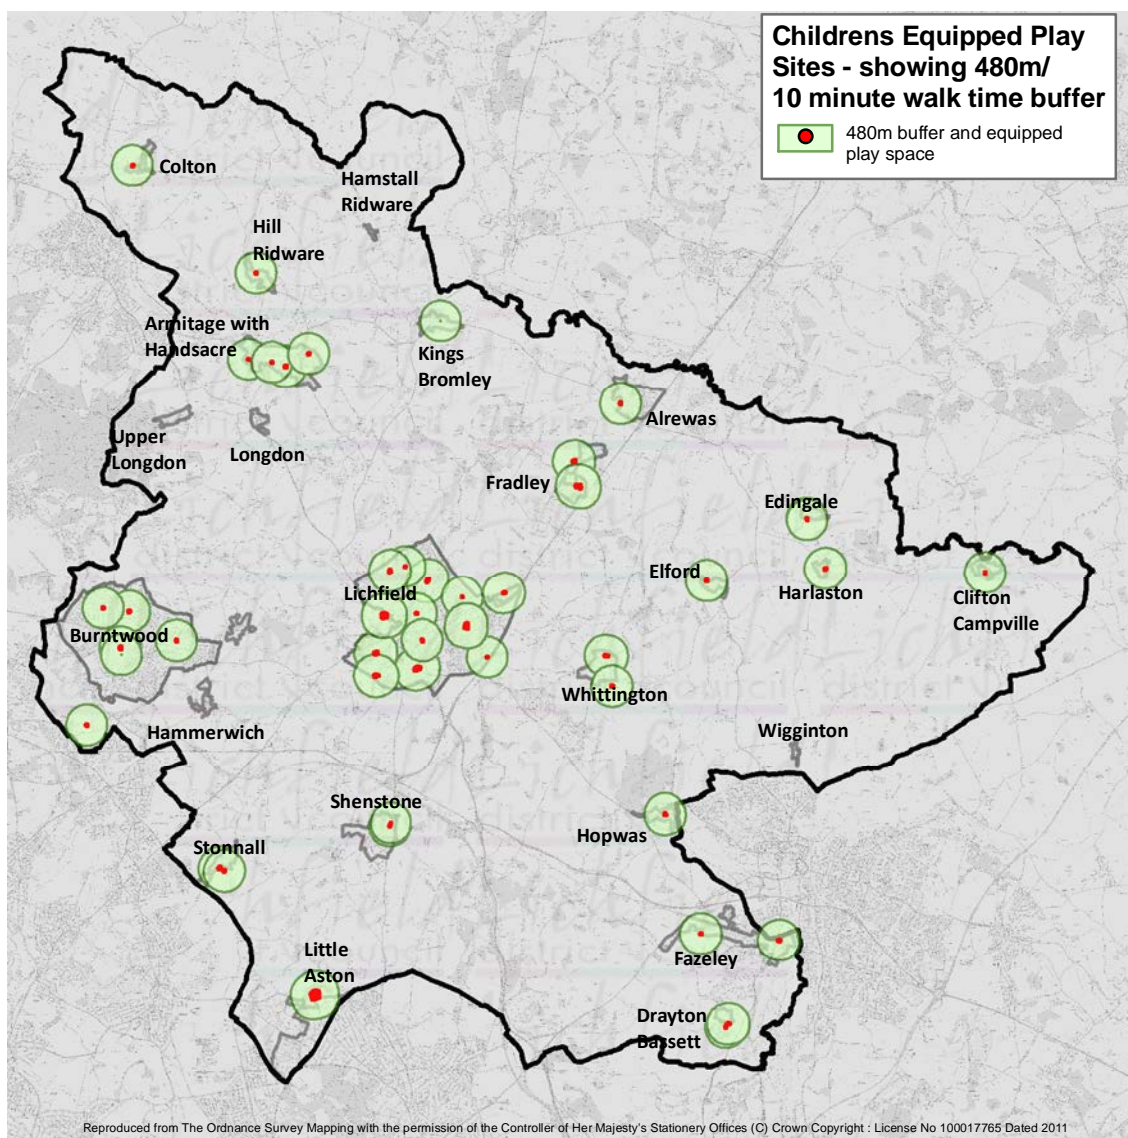 Childrens Equipped Play
Sites - showing 480m/
10 minute walk time buffer
480m buffer and equipped
play space
Colton
Hamstall
Ridware
Hill
Ridware
Armitage with
Handsacre
Kings
Bromley
Alrewas
Upper
Longdon
Longdon
Fradley
Edingale
Elford
Harlaston
Clifton
Campville
Lichfield
Burntwood
Whittington
Hammerwich
Wigginton
Shenstone
Hopwas
Stonnall
Little
Aston
Fazeley
Drayton
Bassett
Reproduced from The Ordnance Survey Mapping with the permission of the Controller of Her Majesty's Stationery Offices (C) Crown Copyright : License No 100017765 Dated 2011